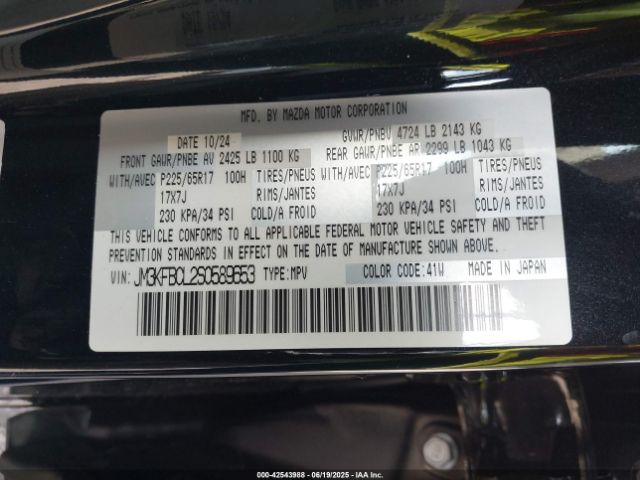 MFD. BY MAZDA MOTOR CORPORATION
DATE 10/24 GVWR/PNBV 4724 LB 2143 KG
FRONT GAWR/PNBE AV 2425 LB 1100 KG REAR GAWR/PNBE AR 2299 LB 1043 KG
WITH/AVEC P225/65R17 100H TIRES/PNEUS WITH/AVEC P225/65R17 100H TIRES/PNEUS
17X7J RIMS/JANTES 17X7J RIMS/JANTES
230 KPA/34 PSI COLD/A FROID 230 KPA/34 PSI COLD/A FROID
THIS VEHICLE CONFORMS TO ALL APPLICABLE FEDERAL MOTOR VEHICLE SAFETY AND THEFT
PREVENTION STANDARDS IN EFFECT ON THE DATE OF MANUFACTURE SHOWN ABOVE.
VIN: JM3KFBCL2S0589653 TYPE:MPV COLOR CODE:41W MADE IN JAPAN
000-42543988 - 06/19/2025 - IAA Inc.